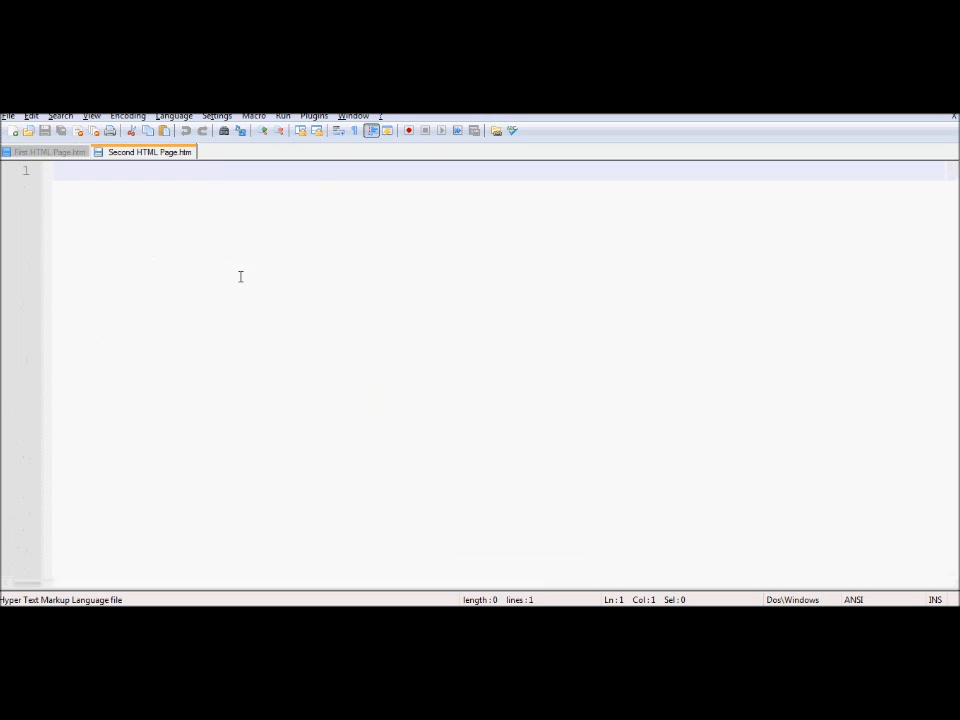 File Edit Search View Encoding Language Settings Macro Run Plugins Window ? X
First HTML Page.htm Second HTML Page.htm
1
Hyper Text Markup Language file length : 0 lines : 1 Ln : 1 Col : 1 Sel : 0 Dos\Windows ANSI INS